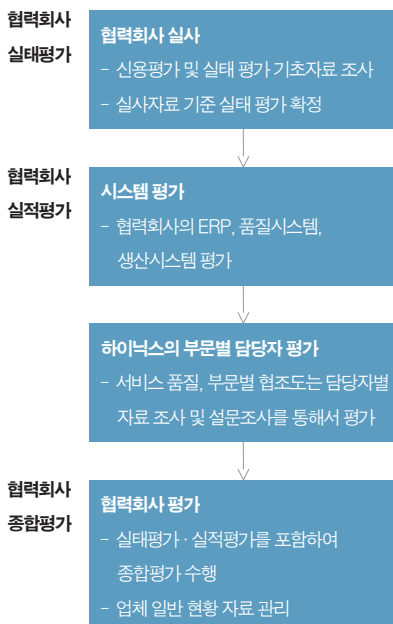 협력회사
실태평가
협력회사 실사
- 신용평가 및 실태 평가 기초자료 조사
- 실사자료 기준 실태 평가 확정
협력회사
실적평가
시스템 평가
- 협력회사의 ERP, 품질시스템,
생산시스템 평가
하이닉스의 부문별 담당자 평가
- 서비스 품질, 부문별 협조도는 담당자별
자료 조사 및 설문조사를 통해서 평가
협력회사
종합평가
협력회사 평가
- 실태평가 · 실적평가를 포함하여
종합평가 수행
- 업체 일반 현황 자료 관리